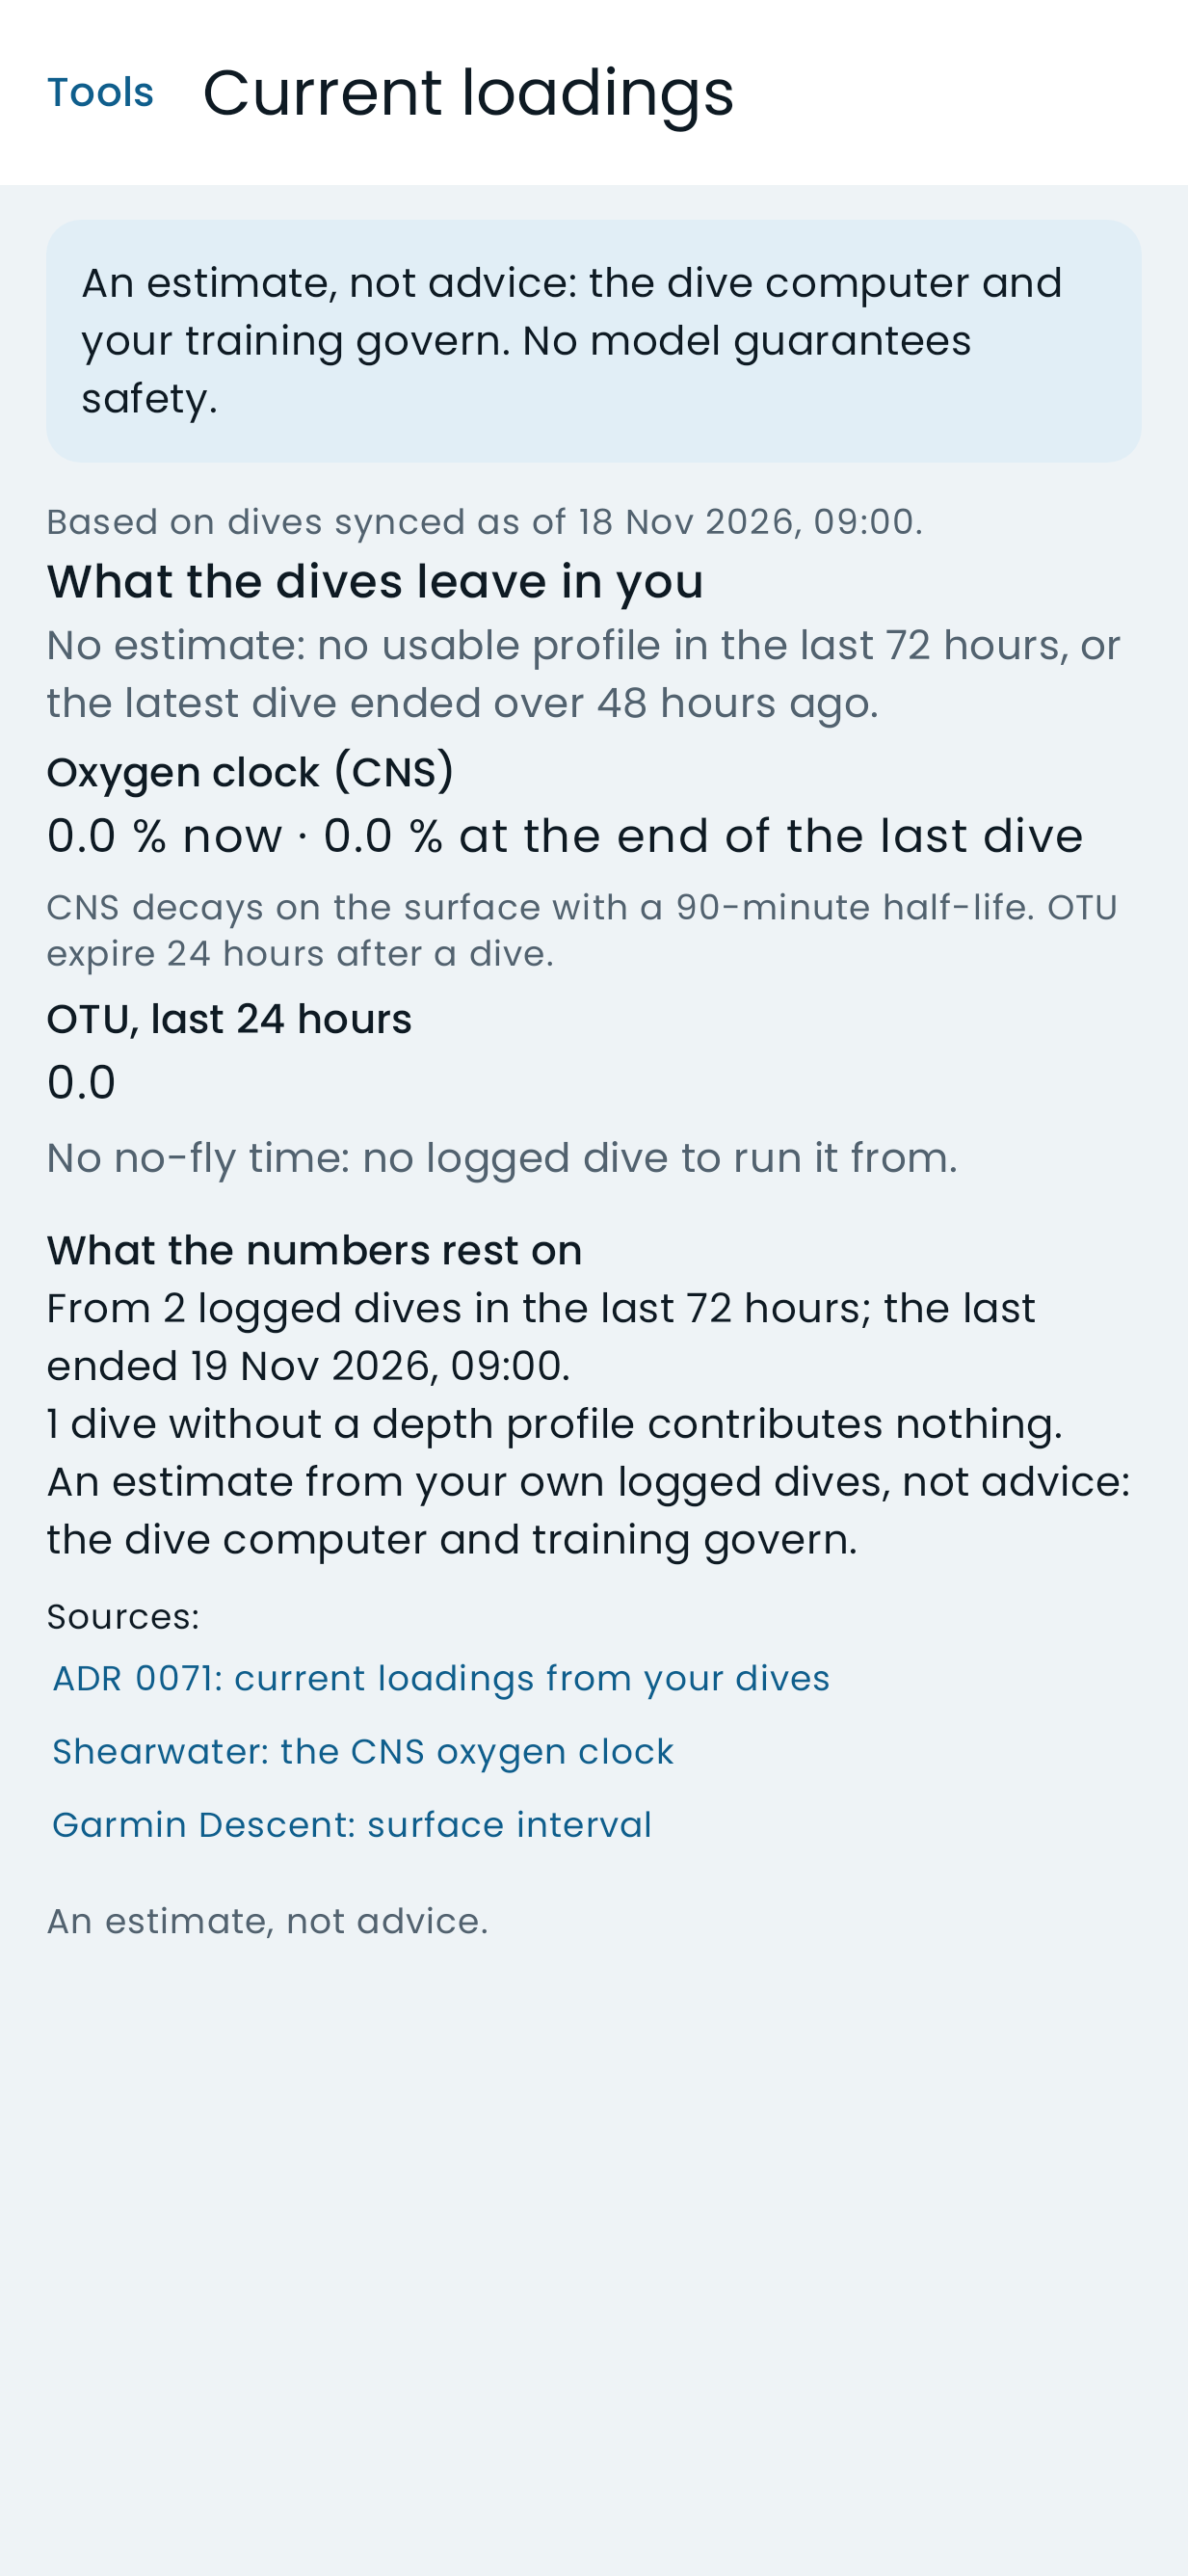 Tools Current loadings
An estimate, not advice: the dive computer and
your training govern. No model guarantees
safety.
Based on dives synced as of 18 Nov 2026, 09:00.
What the dives leave in you
No estimate: no usable profile in the last 72 hours, or
the latest dive ended over 48 hours ago.
Oxygen clock (CNS)
0.0 % now · 0.0 % at the end of the last dive
CNS decays on the surface with a 90-minute half-life. OTU
expire 24 hours after a dive.
OTU, last 24 hours
0.0
No no-fly time: no logged dive to run it from.
What the numbers rest on
From 2 logged dives in the last 72 hours; the last
ended 19 Nov 2026, 09:00.
1 dive without a depth profile contributes nothing.
An estimate from your own logged dives, not advice:
the dive computer and training govern.
Sources:
ADR 0071: current loadings from your dives
Shearwater: the CNS oxygen clock
Garmin Descent: surface interval
An estimate, not advice.